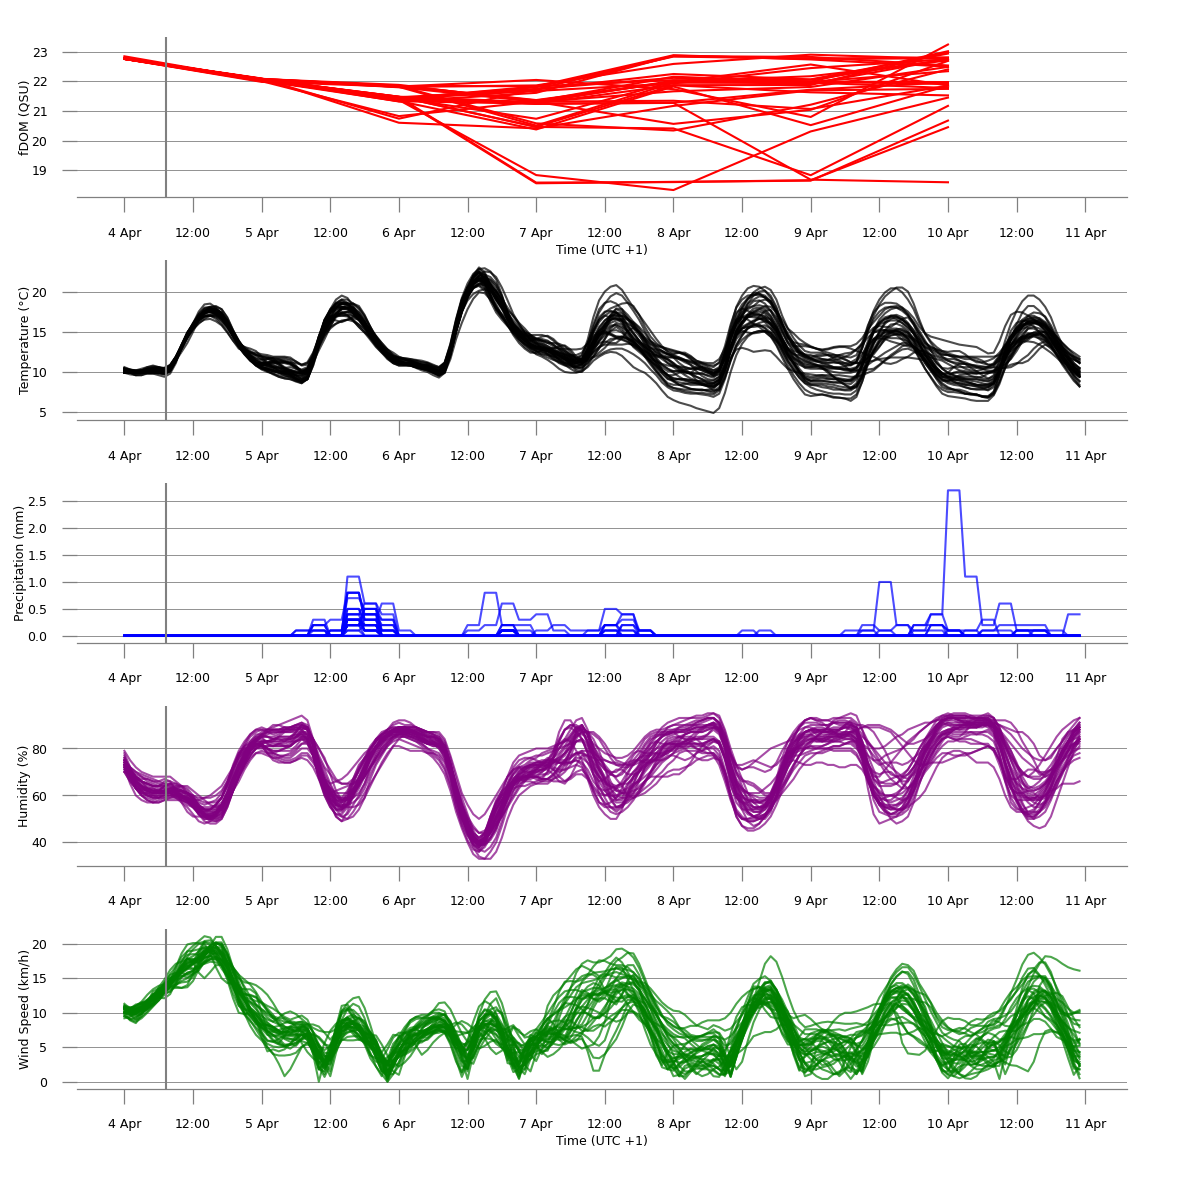 23
22
21
20
19
fDOM (QSU)
4 Apr 12:00 5 Apr 12:00 6 Apr 12:00 7 Apr 12:00 8 Apr 12:00 9 Apr 12:00 10 Apr 12:00 11 Apr
Time (UTC +1)
20
15
10
5
Temperature (°C)
4 Apr 12:00 5 Apr 12:00 6 Apr 12:00 7 Apr 12:00 8 Apr 12:00 9 Apr 12:00 10 Apr 12:00 11 Apr
2.5
2.0
1.5
1.0
0.5
0.0
Precipitation (mm)
4 Apr 12:00 5 Apr 12:00 6 Apr 12:00 7 Apr 12:00 8 Apr 12:00 9 Apr 12:00 10 Apr 12:00 11 Apr
80
60
40
Humidity (%)
4 Apr 12:00 5 Apr 12:00 6 Apr 12:00 7 Apr 12:00 8 Apr 12:00 9 Apr 12:00 10 Apr 12:00 11 Apr
20
15
10
5
0
Wind Speed (km/h)
4 Apr 12:00 5 Apr 12:00 6 Apr 12:00 7 Apr 12:00 8 Apr 12:00 9 Apr 12:00 10 Apr 12:00 11 Apr
Time (UTC +1)